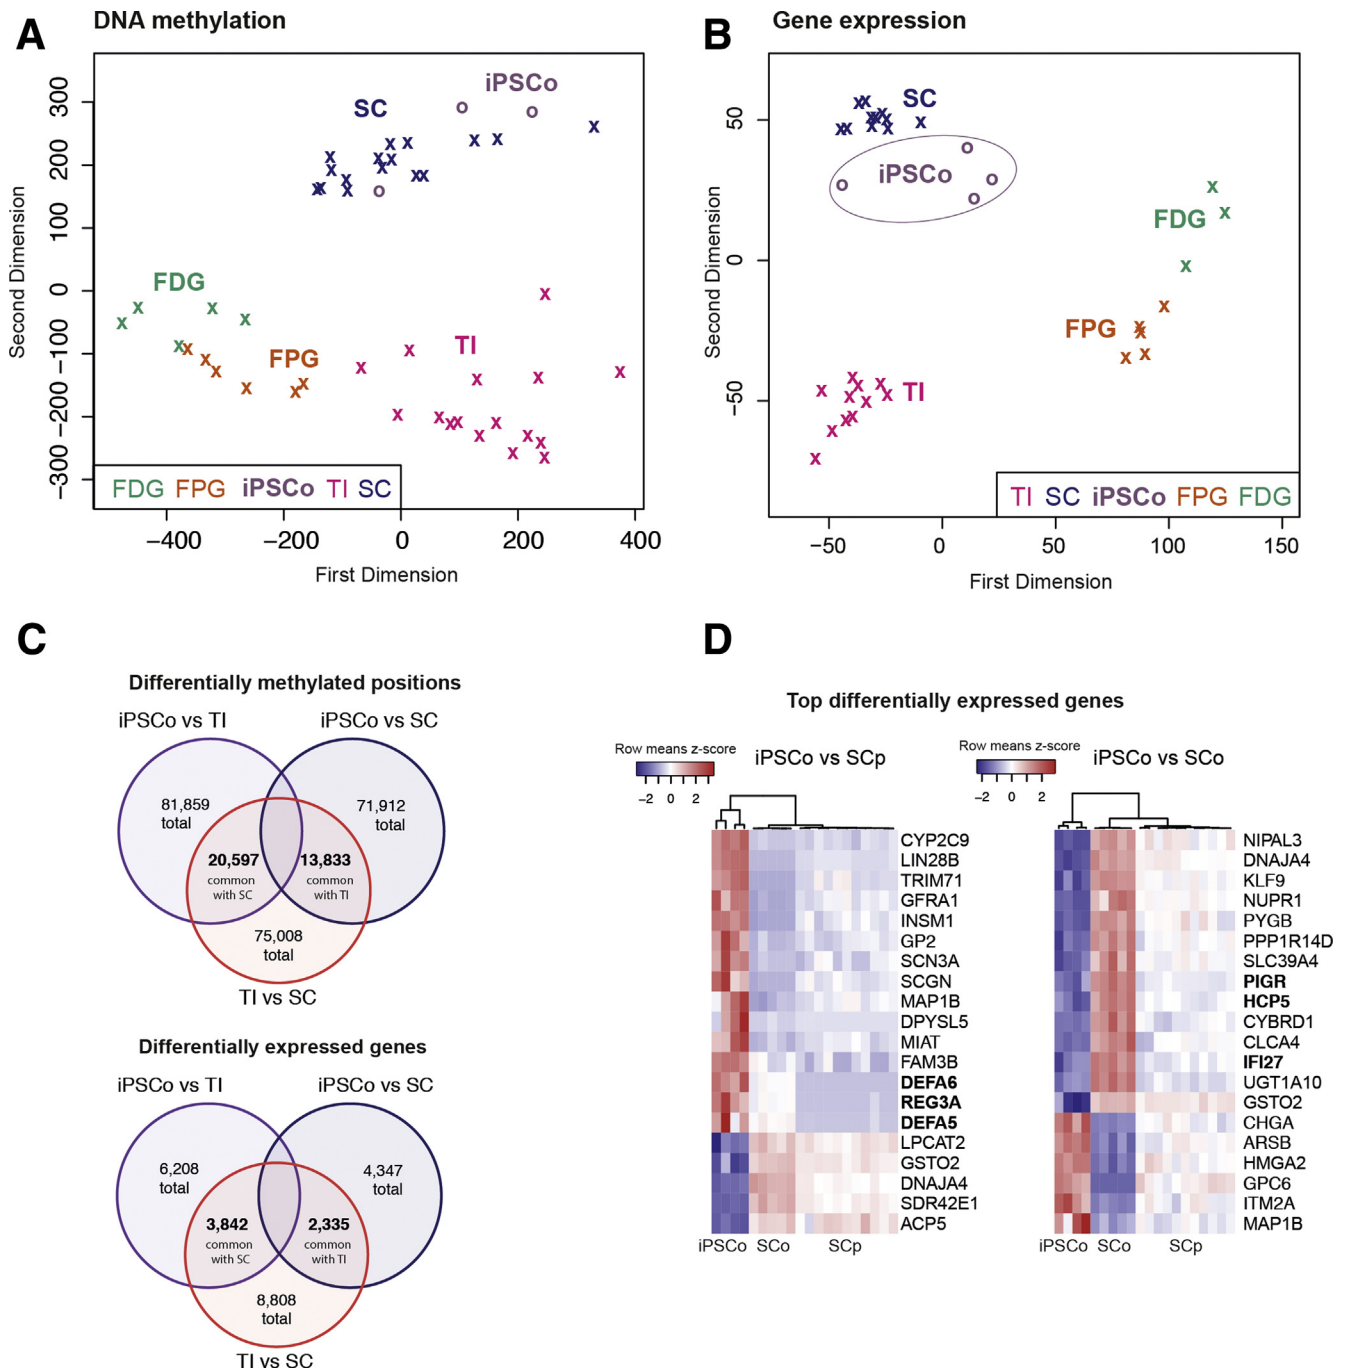 A
DNA methylation
Second Dimension
300
200
100
0
−100
−200
−300
SC
iPSCo
FDG
FPG
TI
FDG FPG iPSCo TI SC
−400 −200 0 200 400
First Dimension
B
Gene expression
Second Dimension
50
0
−50
SC
iPSCo
FDG
FPG
TI
TI SC iPSCo FPG FDG
−50 0 50 100 150
First Dimension
C
Differentially methylated positions
iPSCo vs TI
iPSCo vs SC
81,859
total
71,912
total
20,597
common
with SC
13,833
common
with TI
75,008
total
TI vs SC
Differentially expressed genes
iPSCo vs TI
iPSCo vs SC
6,208
total
4,347
total
3,842
common
with SC
2,335
common
with TI
8,808
total
TI vs SC
D
Top differentially expressed genes
Row means z-score
−2 0 2
iPSCo vs SCp
CYP2C9
LIN28B
TRIM71
GFRA1
INSM1
GP2
SCN3A
SCGN
MAP1B
DPYSL5
MIAT
FAM3B
DEFA6
REG3A
DEFA5
LPCAT2
GSTO2
DNAJA4
SDR42E1
ACP5
iPSCo SCo SCp
Row means z-score
−2 0 2
iPSCo vs SCo
NIPAL3
DNAJA4
KLF9
NUPR1
PYGB
PPP1R14D
SLC39A4
PIGR
HCP5
CYBRD1
CLCA4
IFI27
UGT1A10
GSTO2
CHGA
ARSB
HMGA2
GPC6
ITM2A
MAP1B
iPSCo SCo SCp